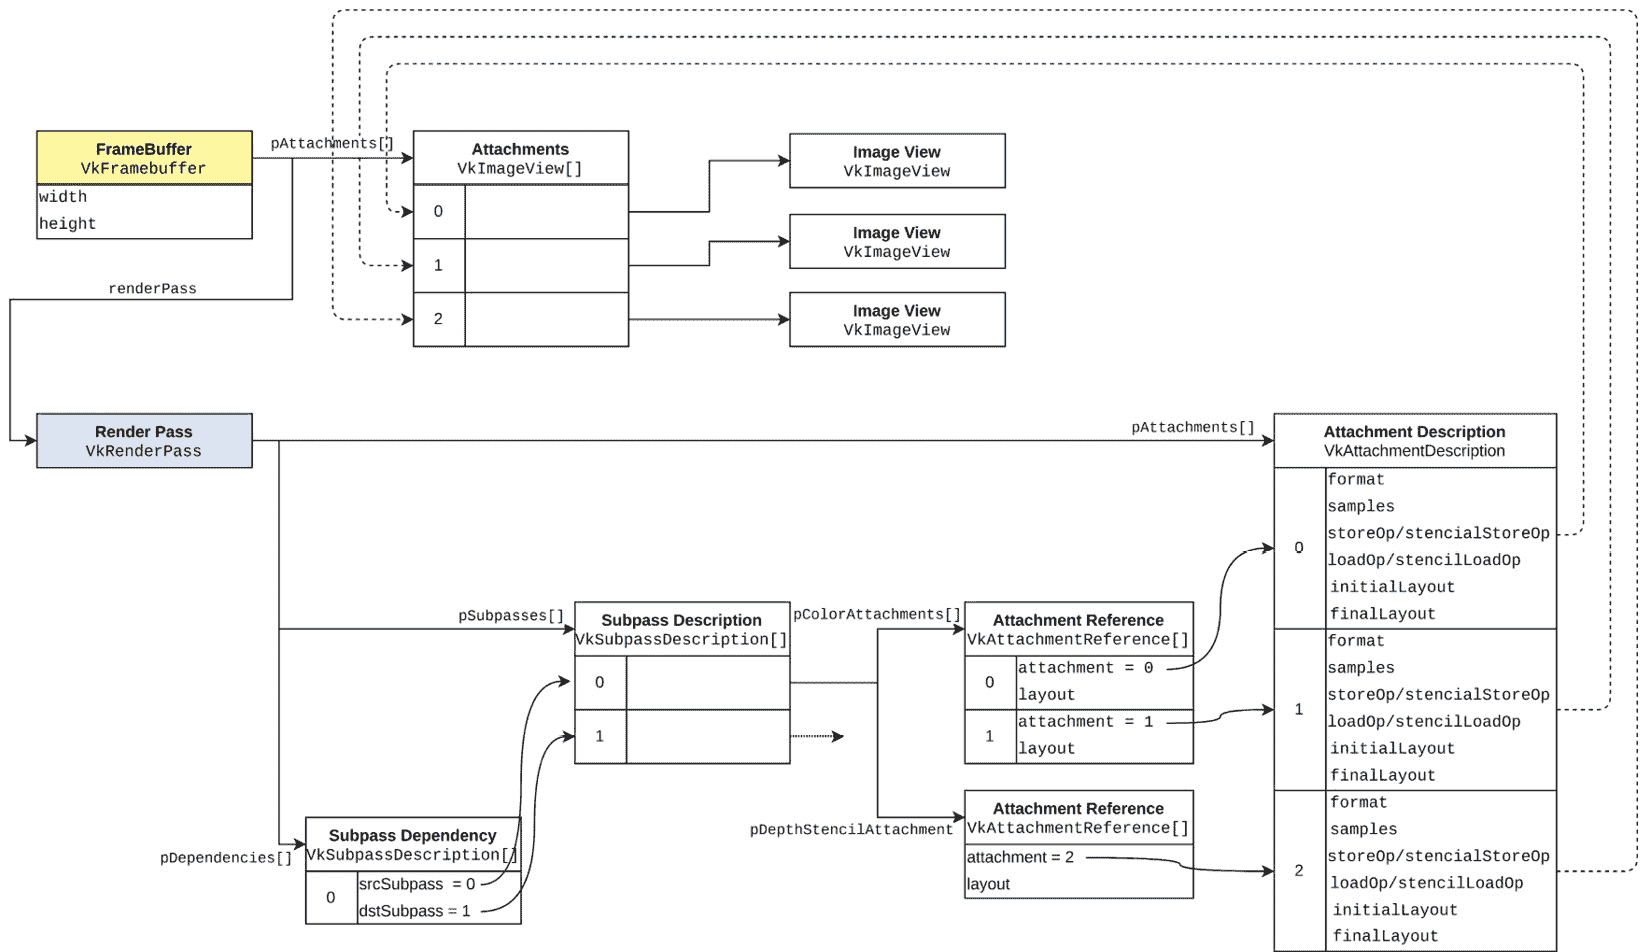 FrameBuffer
VkFramebuffer
width
height
pAttachments[]
renderPass
Attachments
VkImageView[]
0
1
2
Image View
VkImageView
Image View
VkImageView
Image View
VkImageView
Render Pass
VkRenderPass
pAttachments[]
pSubpasses[]
pDependencies[]
Subpass Description
VkSubpassDescription[]
0
1
Subpass Dependency
VkSubpassDescription[]
0
srcSubpass = 0
dstSubpass = 1
pColorAttachments[]
Attachment Reference
VkAttachmentReference[]
0
attachment = 0
layout
1
attachment = 1
layout
pDepthStencilAttachment
Attachment Reference
VkAttachmentReference[]
attachment = 2
layout
Attachment Description
VkAttachmentDescription
0
format
samples
storeOp/stencialStoreOp
loadOp/stencilLoadOp
initialLayout
finalLayout
1
format
samples
storeOp/stencialStoreOp
loadOp/stencilLoadOp
initialLayout
finalLayout
2
format
samples
storeOp/stencialStoreOp
loadOp/stencilLoadOp
initialLayout
finalLayout